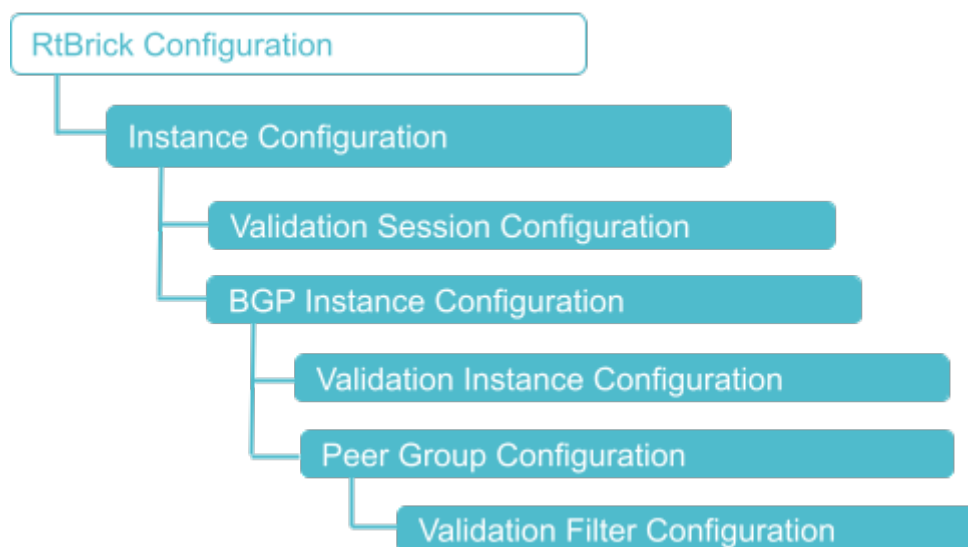 RtBrick Configuration
Instance Configuration
Validation Session Configuration
BGP Instance Configuration
Validation Instance Configuration
Peer Group Configuration
Validation Filter Configuration